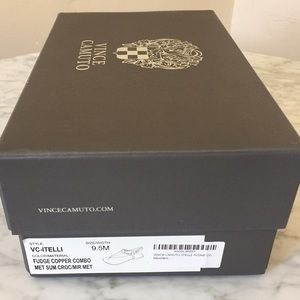 VINCE
CAMUTO
VINCECAMUTO.COM
STYLE:
VC-ITELLI
SIZE/WIDTH:
9.5M
COLOR/MATERIAL:
FUDGE COPPER COMBO
MET SUM CROC/MIR MET